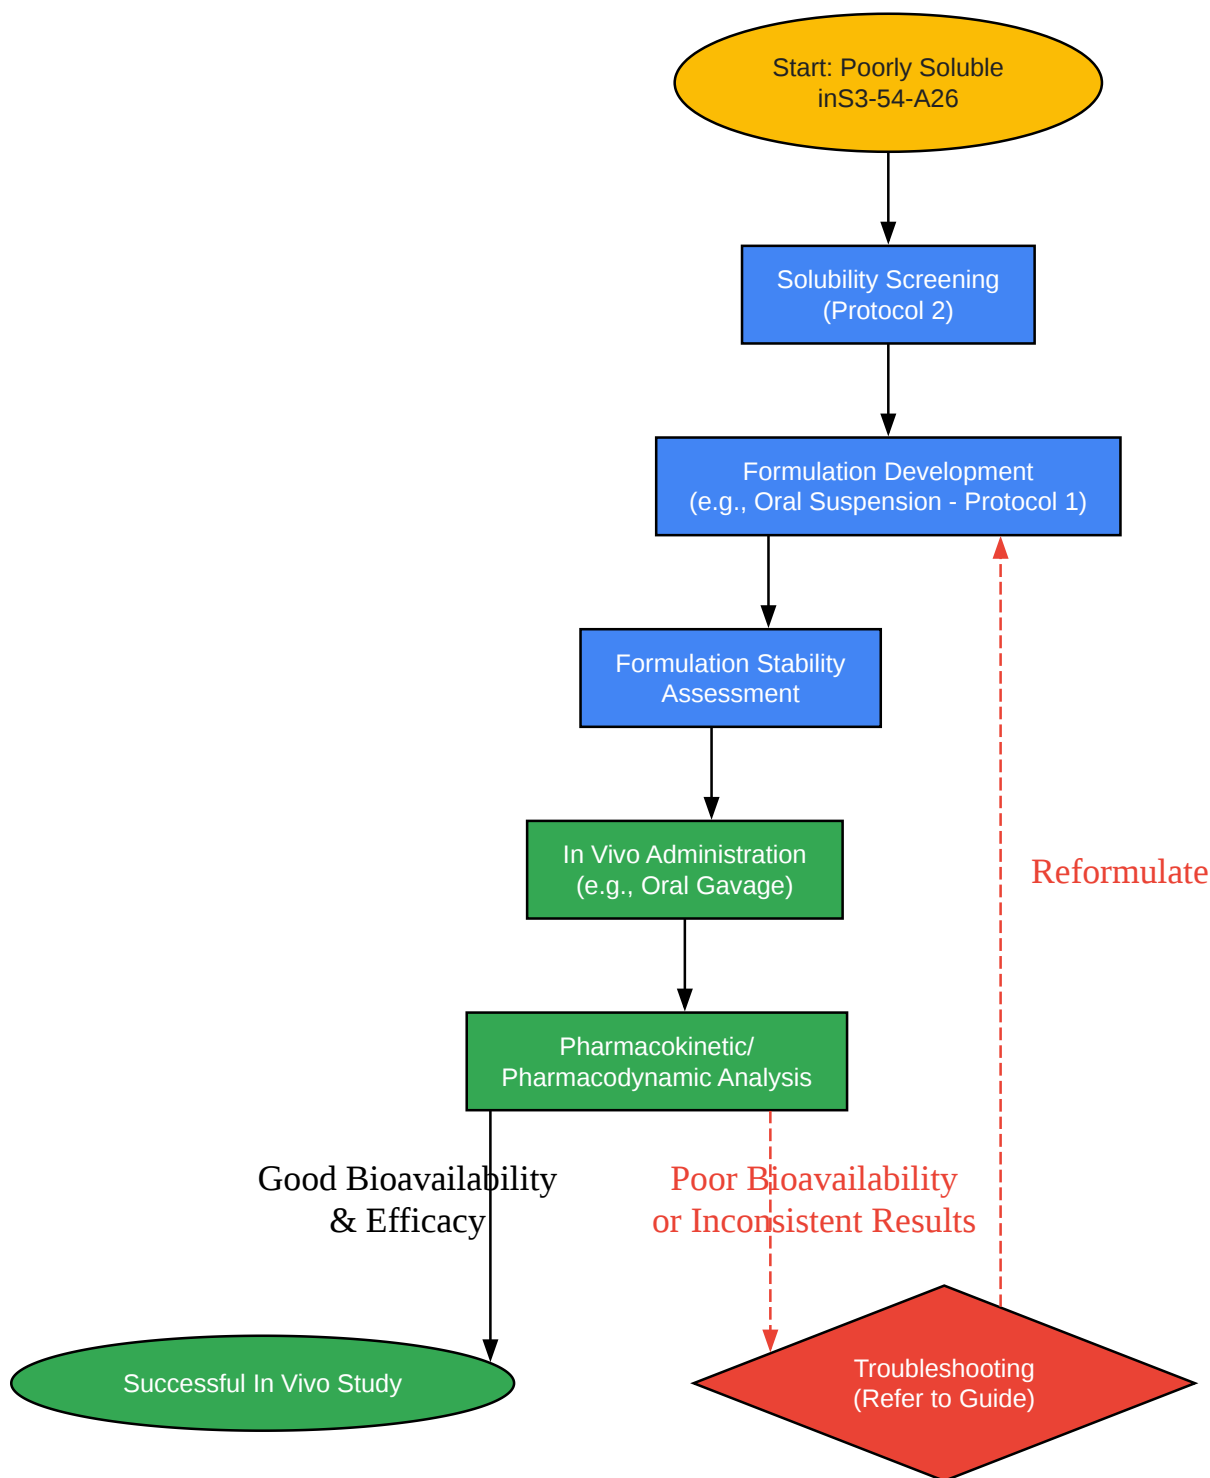 Start: Poorly Soluble
inS3-54-A26
Solubility Screening
(Protocol 2)
Formulation Development
(e.g., Oral Suspension - Protocol 1)
Formulation Stability
Assessment
In Vivo Administration
(e.g., Oral Gavage)
Reformulate
Pharmacokinetic/
Pharmacodynamic Analysis
Good Bioavailability
& Efficacy
Poor Bioavailability
or Inconsistent Results
Successful In Vivo Study
Troubleshooting
(Refer to Guide)